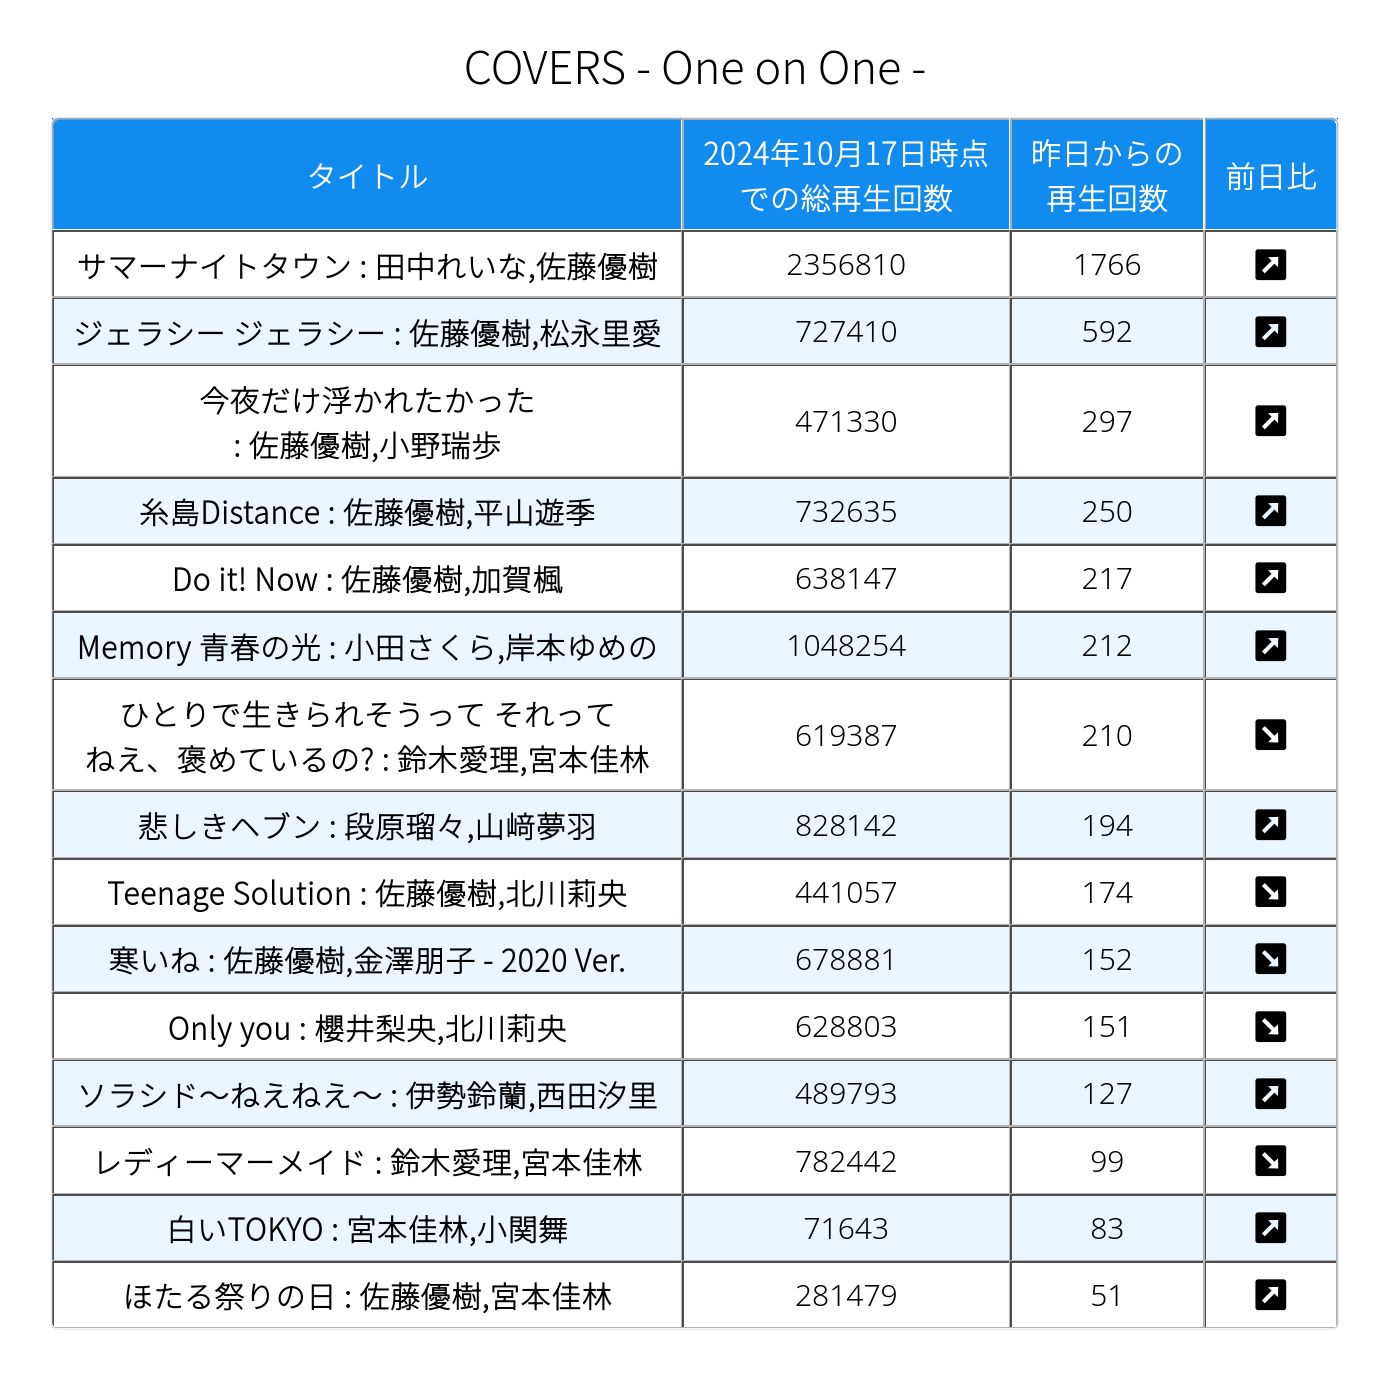 COVERS - One on One -
タイトル
2024年10月17日時点
での総再生回数
昨日からの
再生回数
前日比
サマーナイトタウン : 田中れいな,佐藤優樹
2356810
1766
ジェラシー ジェラシー : 佐藤優樹,松永里愛
727410
592
今夜だけ浮かれたかった
: 佐藤優樹,小野瑞歩
471330
297
糸島Distance : 佐藤優樹,平山遊季
732635
250
Do it! Now : 佐藤優樹,加賀楓
638147
217
Memory 青春の光 : 小田さくら,岸本ゆめの
1048254
212
ひとりで生きられそうって それって
ねえ、褒めているの? : 鈴木愛理,宮本佳林
619387
210
悲しきヘブン : 段原瑠々,山﨑夢羽
828142
194
Teenage Solution : 佐藤優樹,北川莉央
441057
174
寒いね : 佐藤優樹,金澤朋子 - 2020 Ver.
678881
152
Only you : 櫻井梨央,北川莉央
628803
151
ソラシド〜ねえねえ〜 : 伊勢鈴蘭,西田汐里
489793
127
レディーマーメイド : 鈴木愛理,宮本佳林
782442
99
白いTOKYO : 宮本佳林,小関舞
71643
83
ほたる祭りの日 : 佐藤優樹,宮本佳林
281479
51